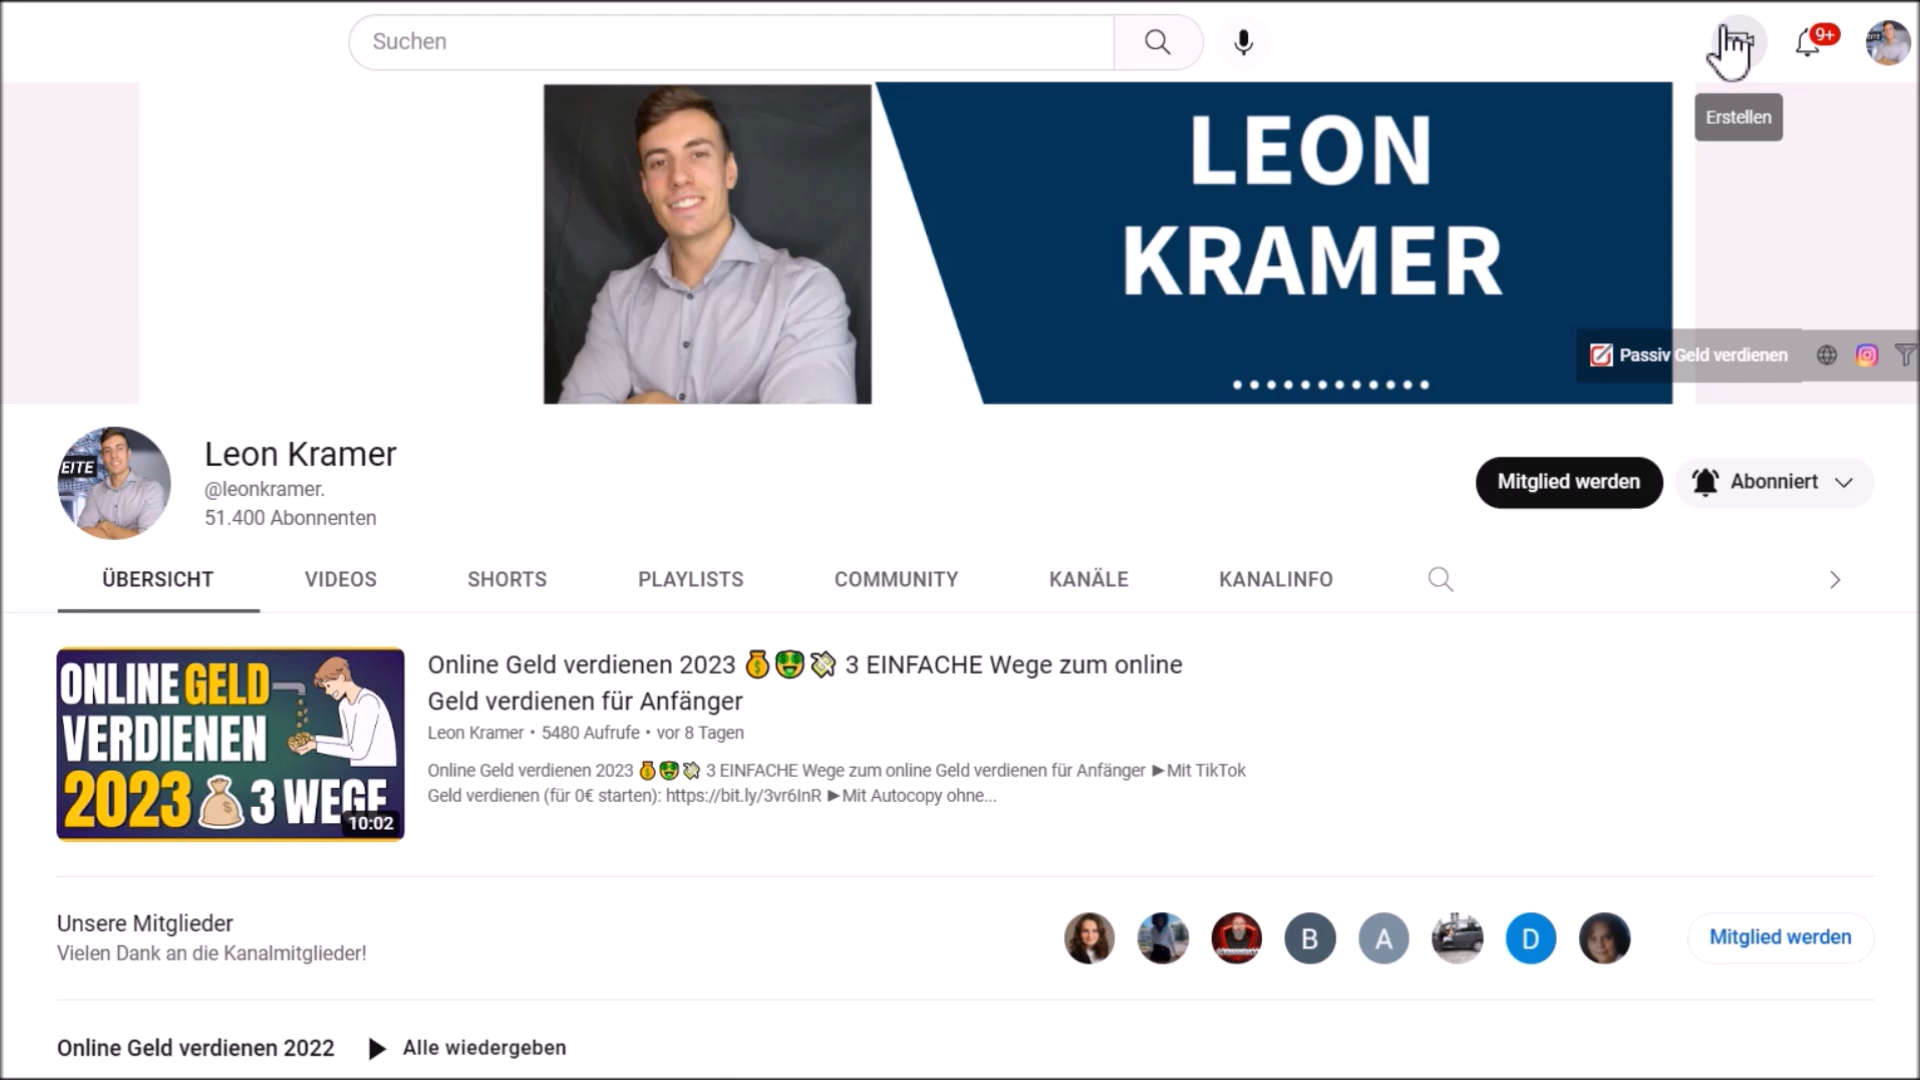 Suchen
9+
Erstellen
LEON
KRAMER
Passiv Geld verdienen
EITE
Leon Kramer
@leonkramer.
51.400 Abonnenten
Mitglied werden
Abonniert
ÜBERSICHT
VIDEOS
SHORTS
PLAYLISTS
COMMUNITY
KANÄLE
KANALINFO
ONLINE GELD
VERDIENEN
2023 3 WEGE
10:02
Online Geld verdienen 2023 💰🤑💸 3 EINFACHE Wege zum online
Geld verdienen für Anfänger
Leon Kramer • 5480 Aufrufe • vor 8 Tagen
Online Geld verdienen 2023 💰🤑💸 3 EINFACHE Wege zum online Geld verdienen für Anfänger ►Mit TikTok
Geld verdienen (für 0€ starten): https://bit.ly/3vr6InR ►Mit Autocopy ohne...
Unsere Mitglieder
Vielen Dank an die Kanalmitglieder!
B
A
D
Mitglied werden
Online Geld verdienen 2022
Alle wiedergeben